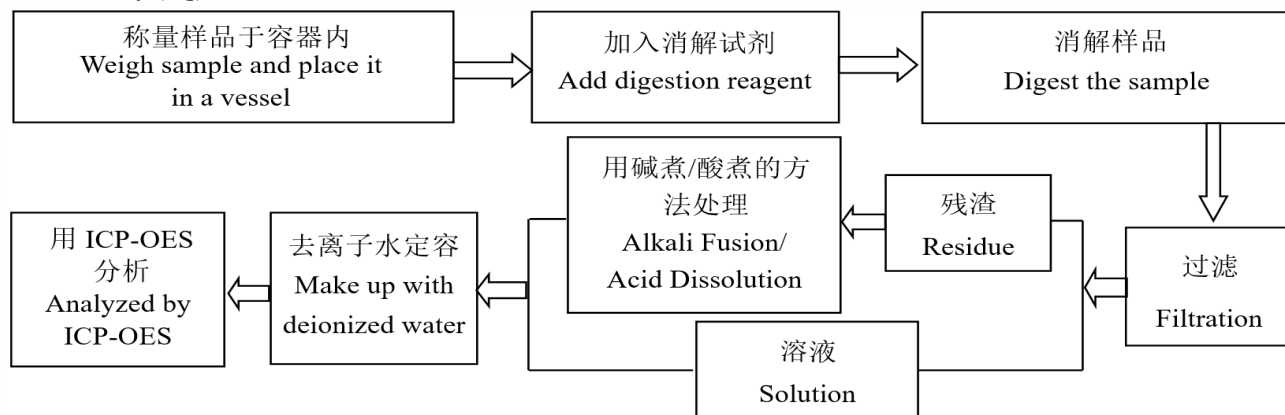 称量样品于容器内
Weigh sample and place it
in a vessel
加入消解试剂
Add digestion reagent
消解样品
Digest the sample
过滤
Filtration
残渣
Residue
溶液
Solution
用碱煮/酸煮的方
法处理
Alkali Fusion/
Acid Dissolution
去离子水定容
Make up with
deionized water
用 ICP-OES
分析
Analyzed by
ICP-OES